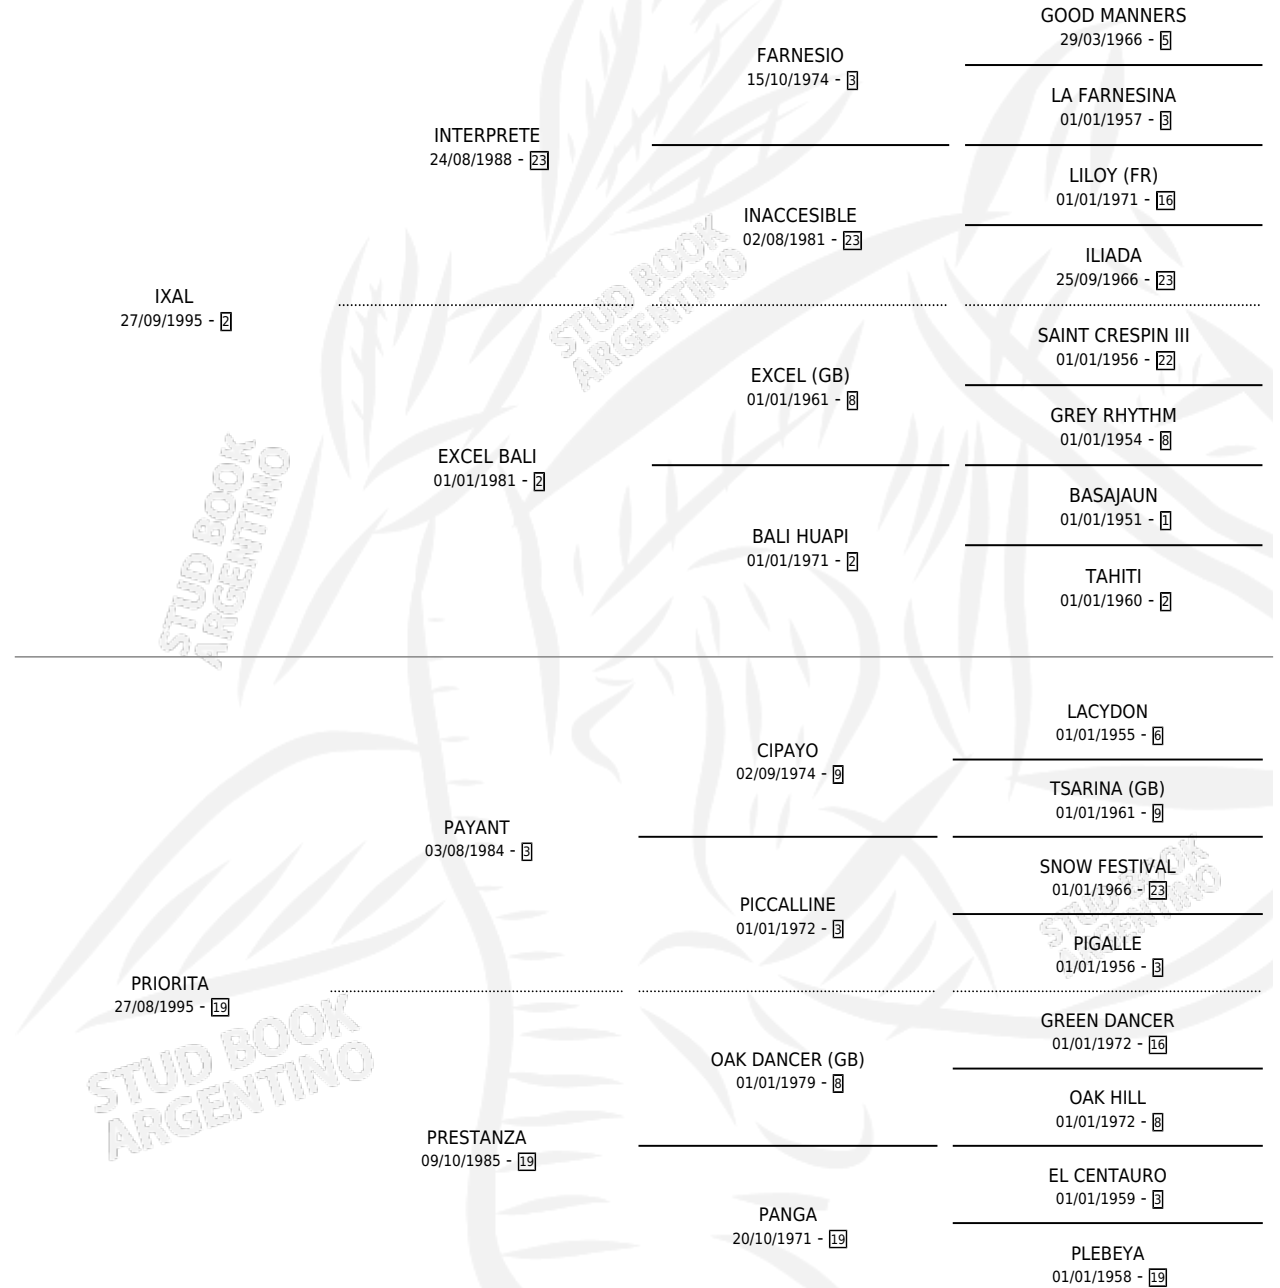 GOOD MANNERS
29/03/1966 - 5
FARNESIO
15/10/1974 - 3
LA FARNESINA
01/01/1957 - 3
INTERPRETE
24/08/1988 - 23
LILOY (FR)
01/01/1971 - 16
INACCESIBLE
02/08/1981 - 23
ILIADA
25/09/1966 - 23
IXAL
27/09/1995 - 2
SAINT CRESPIN III
01/01/1956 - 22
EXCEL (GB)
01/01/1961 - 8
GREY RHYTHM
01/01/1954 - 8
EXCEL BALI
01/01/1981 - 2
BASAJAUN
01/01/1951 - 1
BALI HUAPI
01/01/1971 - 2
TAHITI
01/01/1960 - 2
LACYDON
01/01/1955 - 6
CIPAYO
02/09/1974 - 9
TSARINA (GB)
01/01/1961 - 9
PAYANT
03/08/1984 - 3
SNOW FESTIVAL
01/01/1966 - 23
PICCALLINE
01/01/1972 - 3
PIGALLE
01/01/1956 - 3
PRIORITA
27/08/1995 - 19
GREEN DANCER
01/01/1972 - 16
OAK DANCER (GB)
01/01/1979 - 8
OAK HILL
01/01/1972 - 8
PRESTANZA
09/10/1985 - 19
EL CENTAURO
01/01/1959 - 3
PANGA
20/10/1971 - 19
PLEBEYA
01/01/1958 - 19
STUD BOOK
ARGENTINO
STUD BOOK
ARGENTINO
STUD BOOK
ARGENTINO
STUD BOOK
ARGENTINO